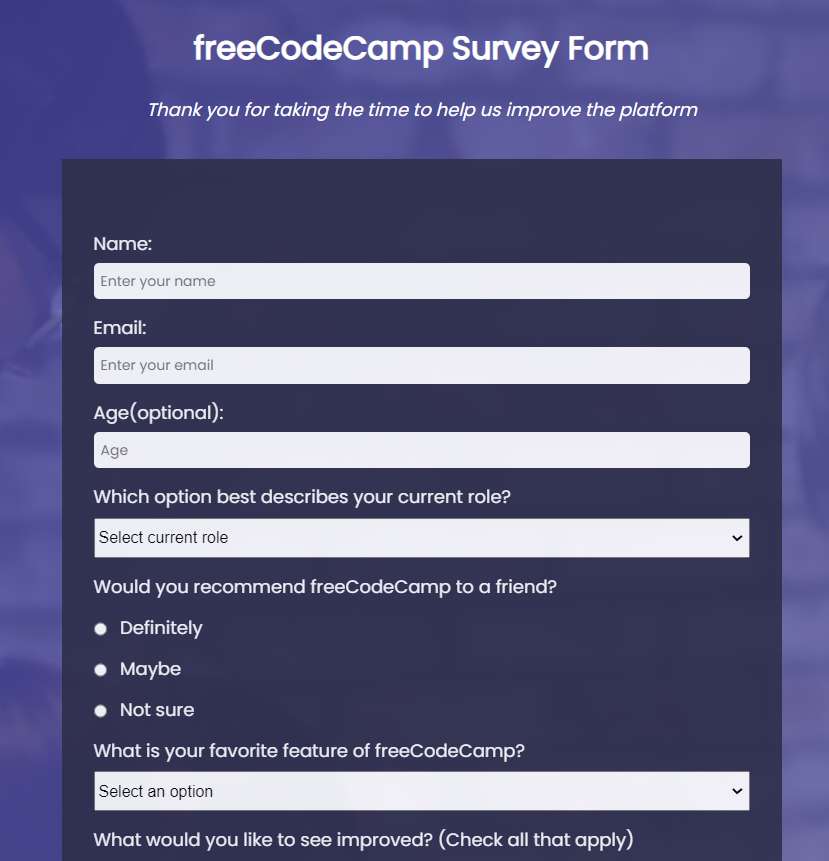 freeCodeCamp Survey Form
Thank you for taking the time to help us improve the platform
Name:
Enter your name
Email:
Enter your email
Age(optional):
Age
Which option best describes your current role?
Select current role
Would you recommend freeCodeCamp to a friend?
Definitely
Maybe
Not sure
What is your favorite feature of freeCodeCamp?
Select an option
What would you like to see improved? (Check all that apply)